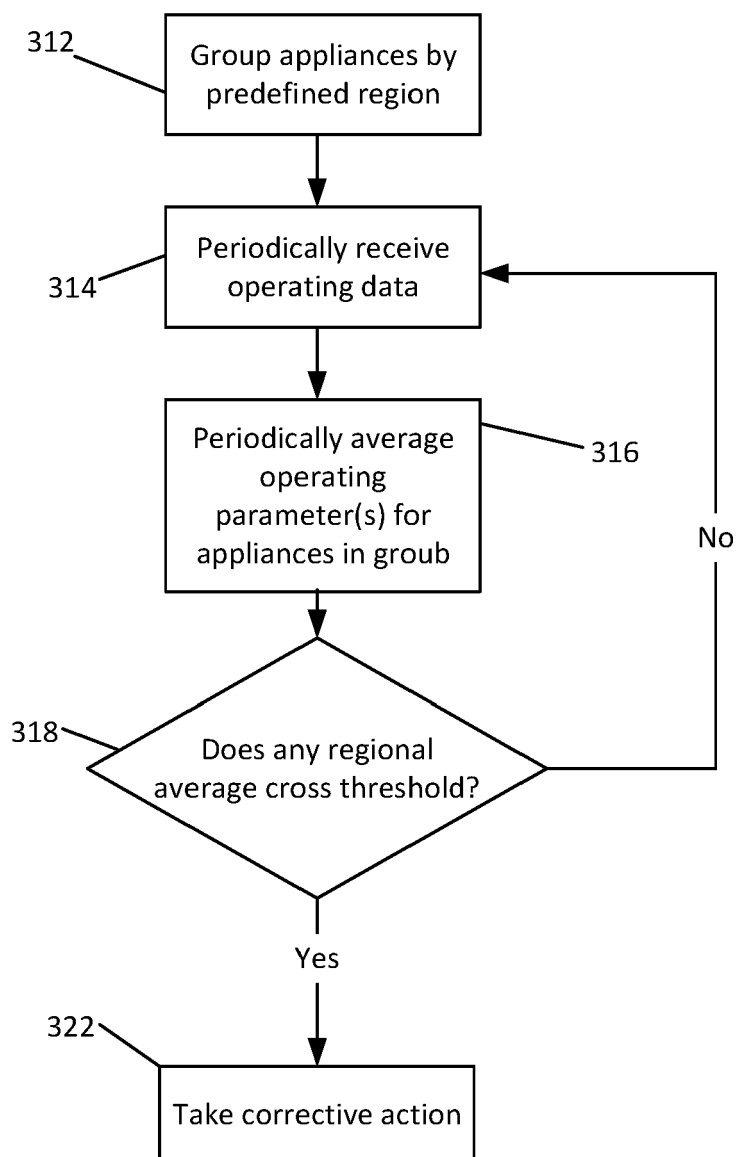 312
Group appliances by
predefined region
314
Periodically receive
operating data
Periodically average
operating
parameter(s) for
appliances in groub
316
No
318
Does any regional
average cross threshold?
Yes
322
Take corrective action